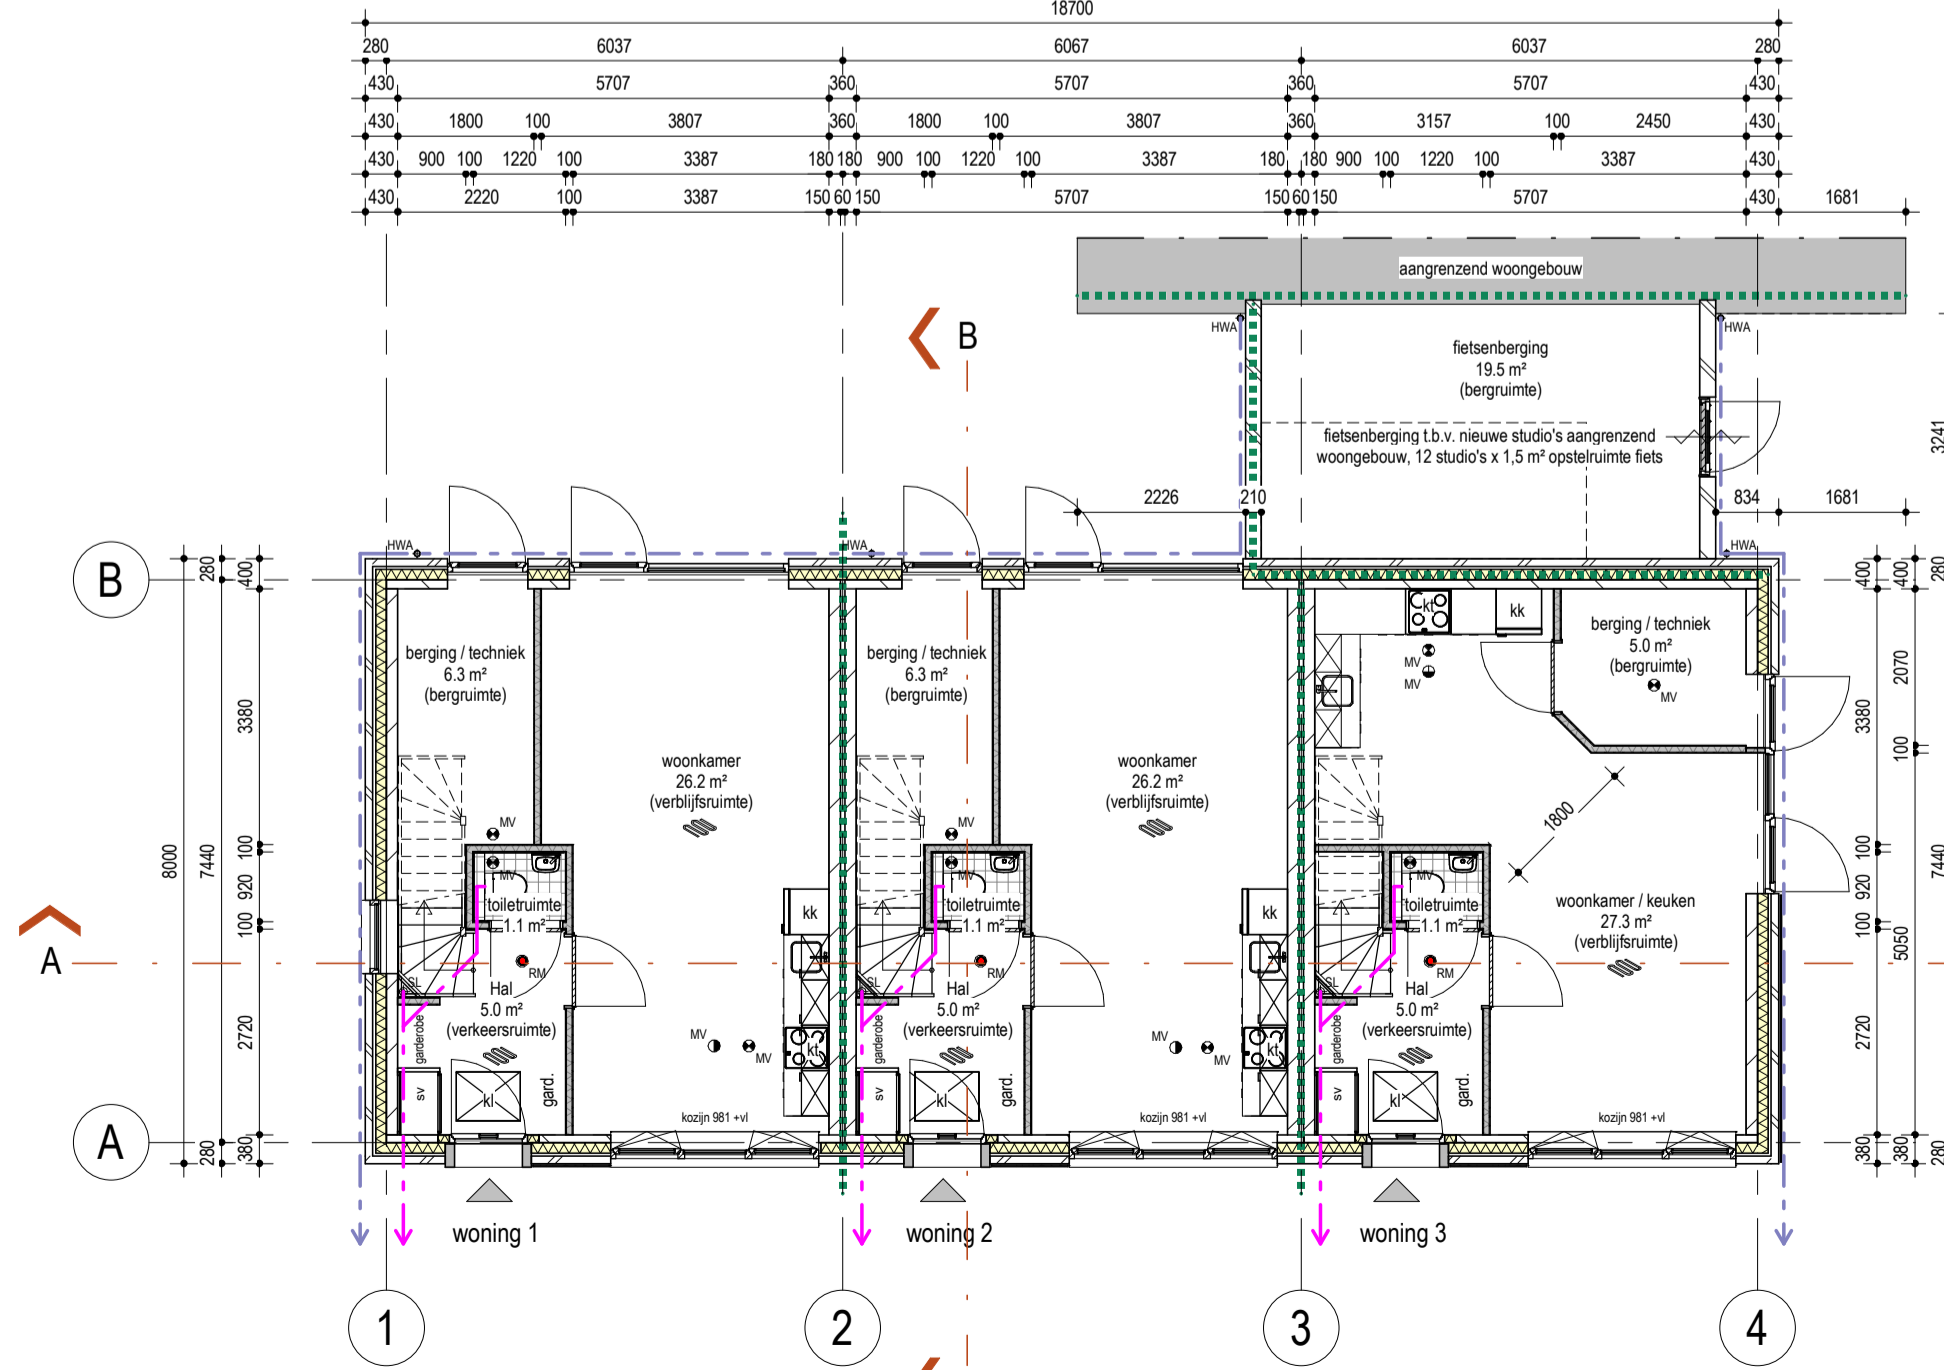 18700
280 6037 6067 6037 280
430 5707 360 5707 360 5707 430
430 1800 100 3807 360 1800 100 3807 360 3157 100 2450 430
430 900 100 1220 100 3387 180 180 900 100 1220 100 3387 180 180 900 100 1220 100 3387 430
430 2220 100 3387 150 60 150 5707 150 60 150 5707 430 1681
aangrenzend woongebouw
HWA HWA
B
fietsenberging
19.5 m²
(bergruimte)
fietsenberging t.b.v. nieuwe studio's aangrenzend
woongebouw, 12 studio's x 1,5 m² opstelruimte fiets
3241
2226 210 834 1681
HWA HWA HWA
B
280 400 400 400 280
kt kk
berging / techniek
6.3 m²
(bergruimte)
berging / techniek
6.3 m²
(bergruimte)
berging / techniek
5.0 m²
(bergruimte)
MV
MV
MV
3380 2070
3380
100
woonkamer
26.2 m²
(verblijfsruimte)
woonkamer
26.2 m²
(verblijfsruimte)
1800
MV MV
8000 7440 100 920 100
100 920 100 5050 7440
MV MV MV
toiletruimte
1.1 m²
toiletruimte
1.1 m²
toiletruimte
1.1 m²
kk kk
woonkamer / keuken
27.3 m²
(verblijfsruimte)
A
RM RM RM
SL SL SL
Hal
5.0 m²
(verkeersruimte)
Hal
5.0 m²
(verkeersruimte)
Hal
5.0 m²
(verkeersruimte)
garderobe garderobe garderobe
2720 2720
MV MV kt
MV MV kt
sv kl gard.
sv kl gard.
sv kl gard.
kozijn 981 +vl
kozijn 981 +vl
kozijn 981 +vl
A
280 380 380 380 280
woning 1 woning 2 woning 3
1 2 3 4